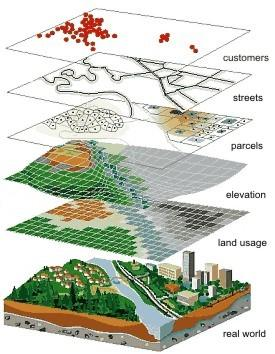 customers
streets
parcels
elevation
land usage
real world